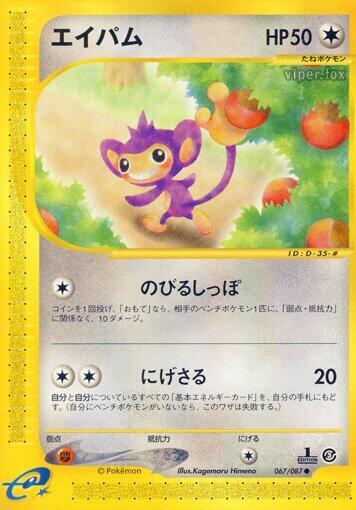 エイパム HP50
たねポケモン
viper.fox
ID:D-35-#
のびるしっぽ
コインを1回投げ、「おもて」なら、相手のベンチポケモン1匹に、「弱点・抵抗力」
に関係なく、10ダメージ。
にげさる 20
自分と自分についているすべての「基本エネルギーカード」を、自分の手札にも
どす。(自分にベンチポケモンがいないなら、このワザは失敗する。)
弱点 抵抗力 にげる
©Pokémon Illus.Kagemaru Himeno 067/087 ●
1
EDITION
e